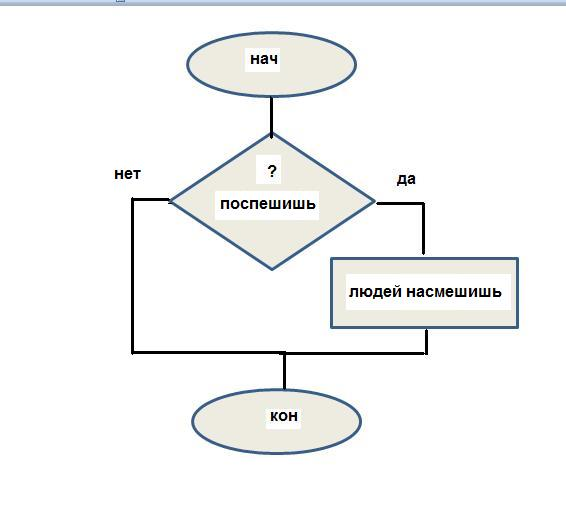 нач
?
поспешишь
нет
да
людей насмешишь
кон